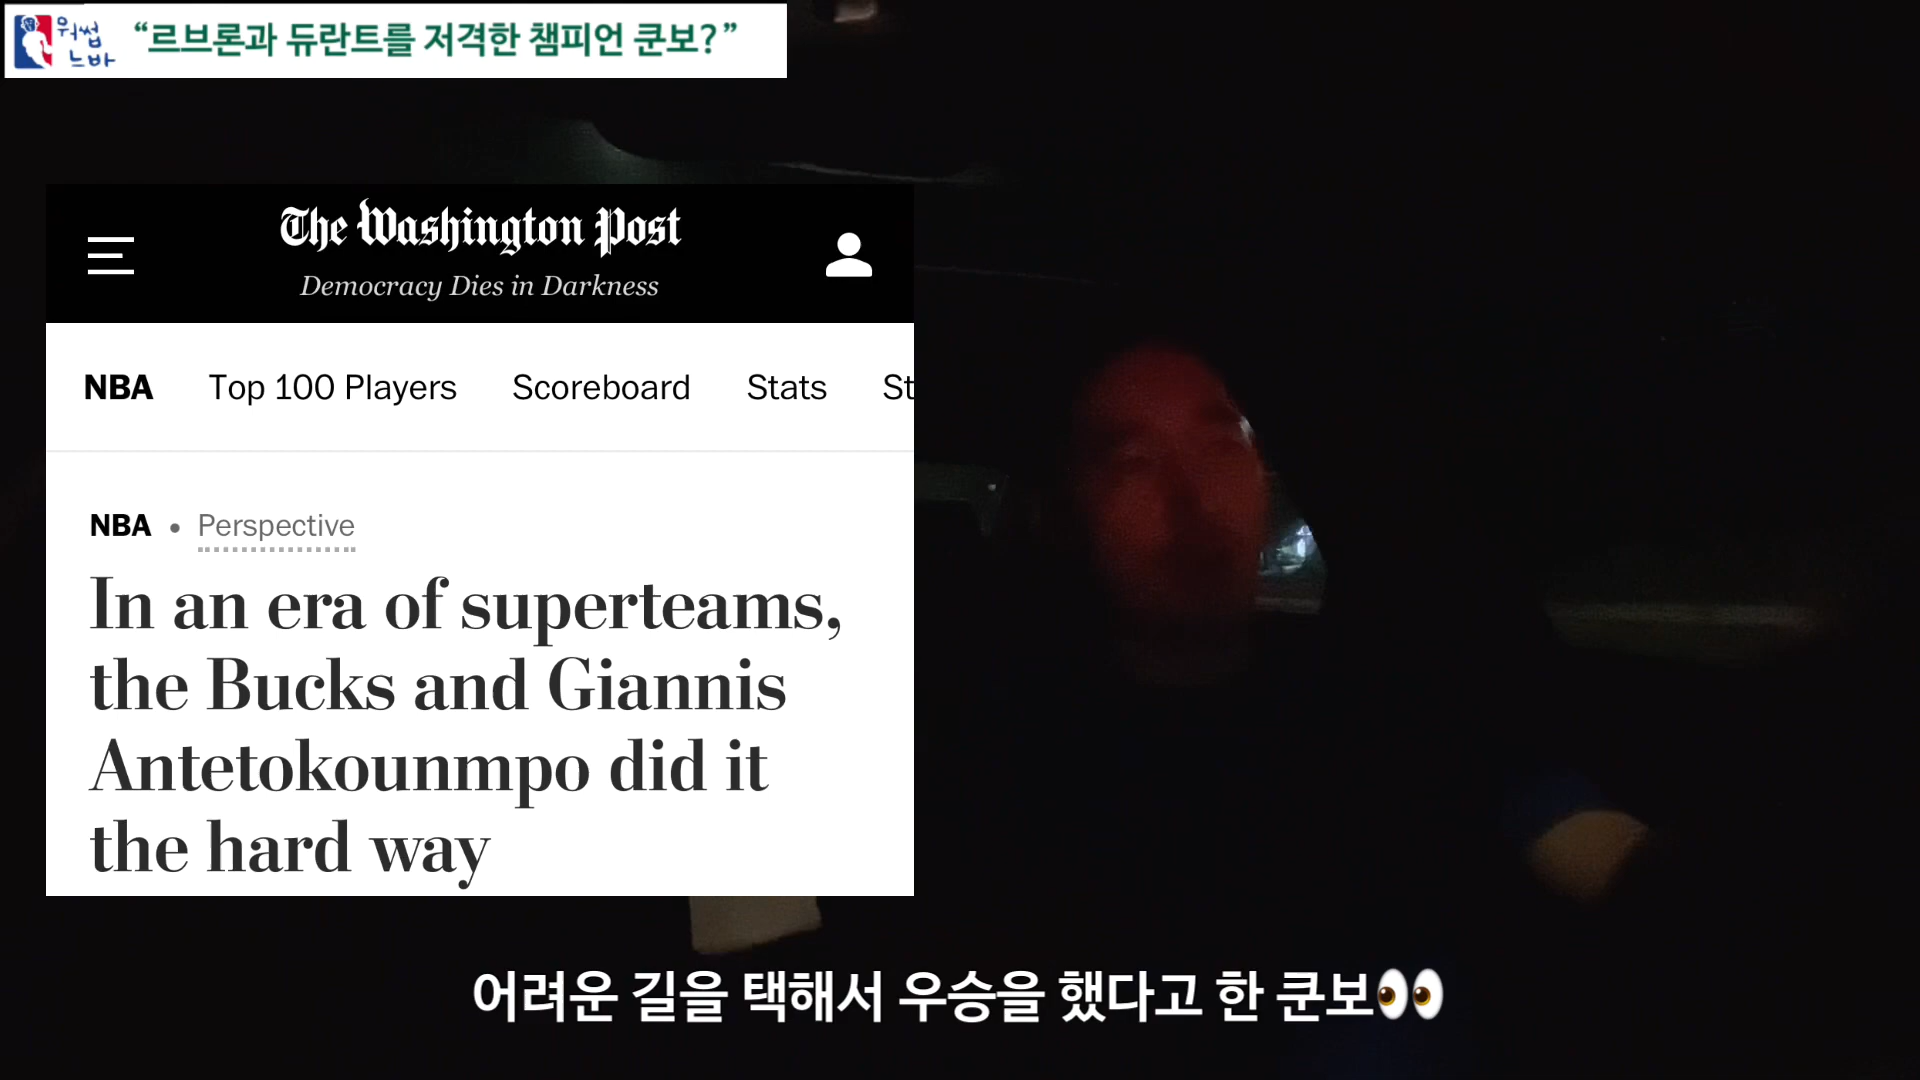 워썹
느바
“르브론과 듀란트를 저격한 챔피언 쿤보?”
The Washington Post
Democracy Dies in Darkness
NBA Top 100 Players Scoreboard Stats St
NBA • Perspective
In an era of superteams,
the Bucks and Giannis
Antetokounmpo did it
the hard way
어려운 길을 택해서 우승을 했다고 한 쿤보👀